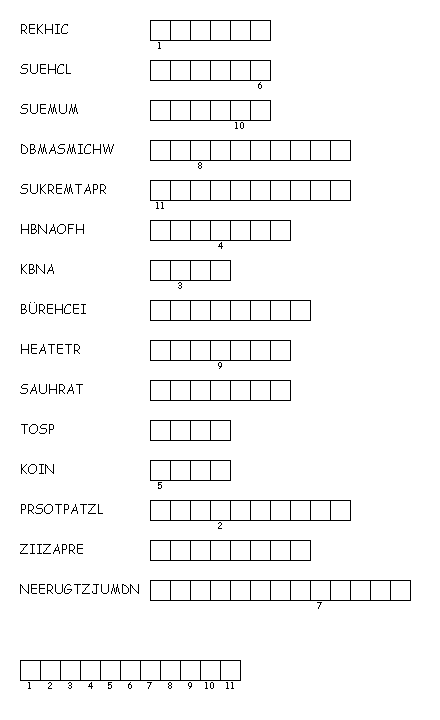 REKHIC
1
SUEHCL
6
SUEMUM
10
DBMASMICHW
8
SUKREMTAPR
11
HBNAOFH
4
KBNA
3
BÜREHCEI
HEATETR
9
SAUHRAT
TOSP
KOIN
5
PRSOTPATZL
2
ZIIZAPRE
NEERUGTZJUMDN
7
1 2 3 4 5 6 7 8 9 10 11